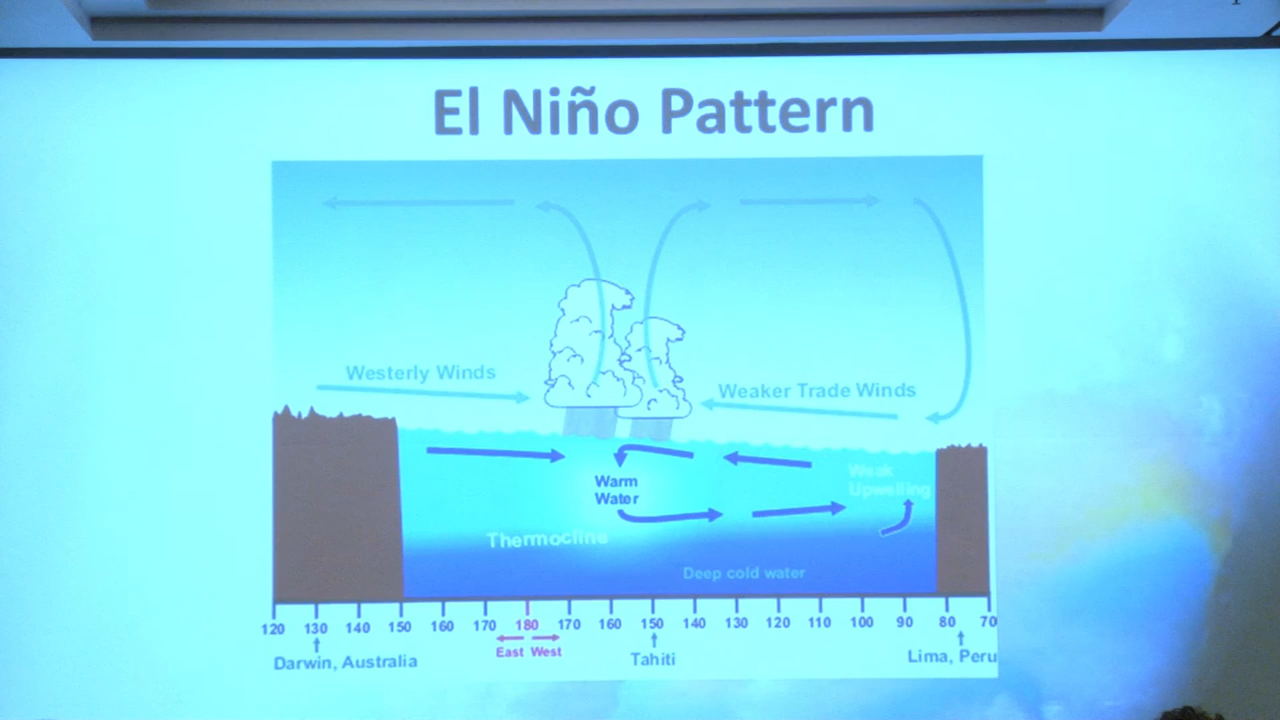 El Niño Pattern
Westerly Winds
Weaker Trade Winds
Warm
Water
Weak
Upwelling
Thermocline
Deep cold water
120 130 140 150 160 170 180 170 160 150 140 130 120 110 100 90 80 70
East West
Darwin, Australia
Tahiti
Lima, Peru